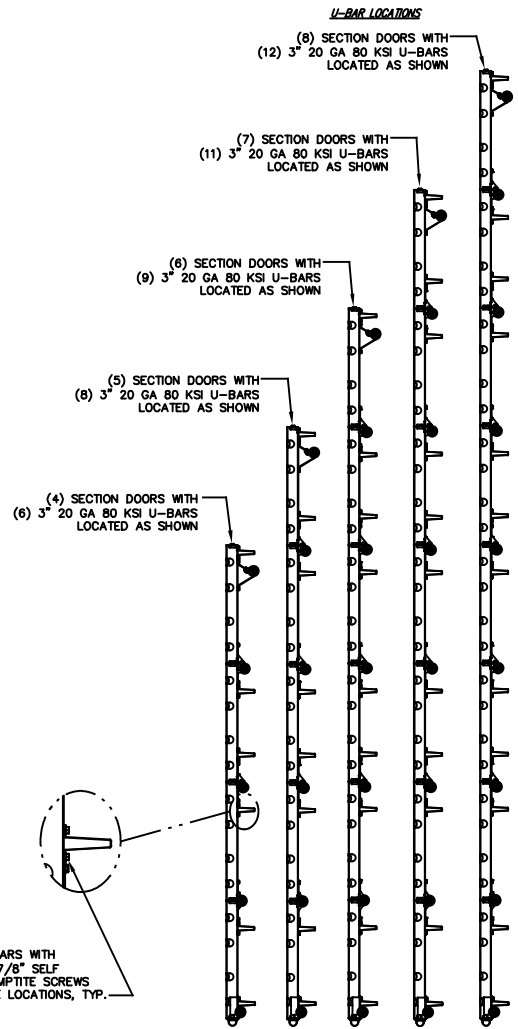 U-BAR LOCATIONS
(8) SECTION DOORS WITH
(12) 3" 20 GA 80 KSI U-BARS
LOCATED AS SHOWN
(7) SECTION DOORS WITH
(11) 3" 20 GA 80 KSI U-BARS
LOCATED AS SHOWN
(6) SECTION DOORS WITH
(9) 3" 20 GA 80 KSI U-BARS
LOCATED AS SHOWN
(5) SECTION DOORS WITH
(8) 3" 20 GA 80 KSI U-BARS
LOCATED AS SHOWN
(4) SECTION DOORS WITH
(6) 3" 20 GA 80 KSI U-BARS
LOCATED AS SHOWN
ARS WITH
7/8" SELF
MPTITE SCREWS
LOCATIONS, TYP.